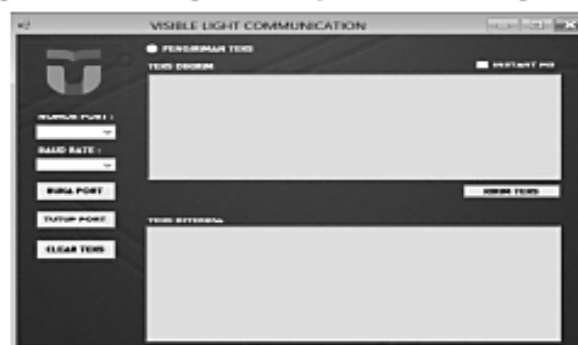 VISIBLE LIGHT COMMUNICATION
PENGIRIMAN TEKS
TEKS DIKIRIM
INSTANT
NOMOR PORT :
BAUD RATE :
BUKA PORT
KIRIM TEKS
TUTUP PORT
TEKS DITERIMA
CLEAR TEKS